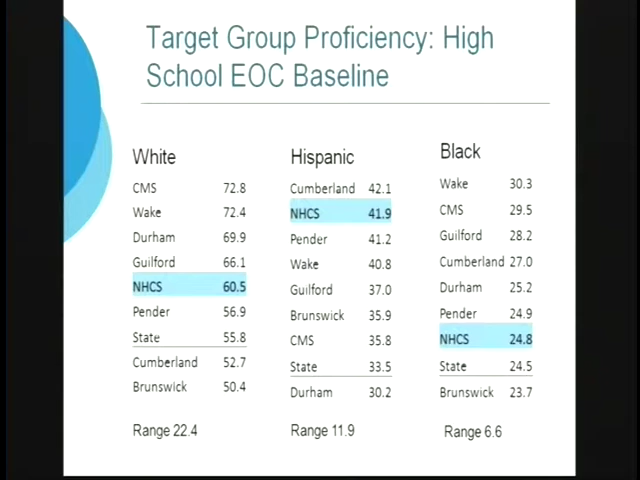 Target Group Proficiency: High
School EOC Baseline
White
CMS 72.8
Wake 72.4
Durham 69.9
Guilford 66.1
NHCS 60.5
Pender 56.9
State 55.8
Cumberland 52.7
Brunswick 50.4
Range 22.4
Hispanic
Cumberland 42.1
NHCS 41.9
Pender 41.2
Wake 40.8
Guilford 37.0
Brunswick 35.9
CMS 35.8
State 33.5
Durham 30.2
Range 11.9
Black
Wake 30.3
CMS 29.5
Guilford 28.2
Cumberland 27.0
Durham 25.2
Pender 24.9
NHCS 24.8
State 24.5
Brunswick 23.7
Range 6.6